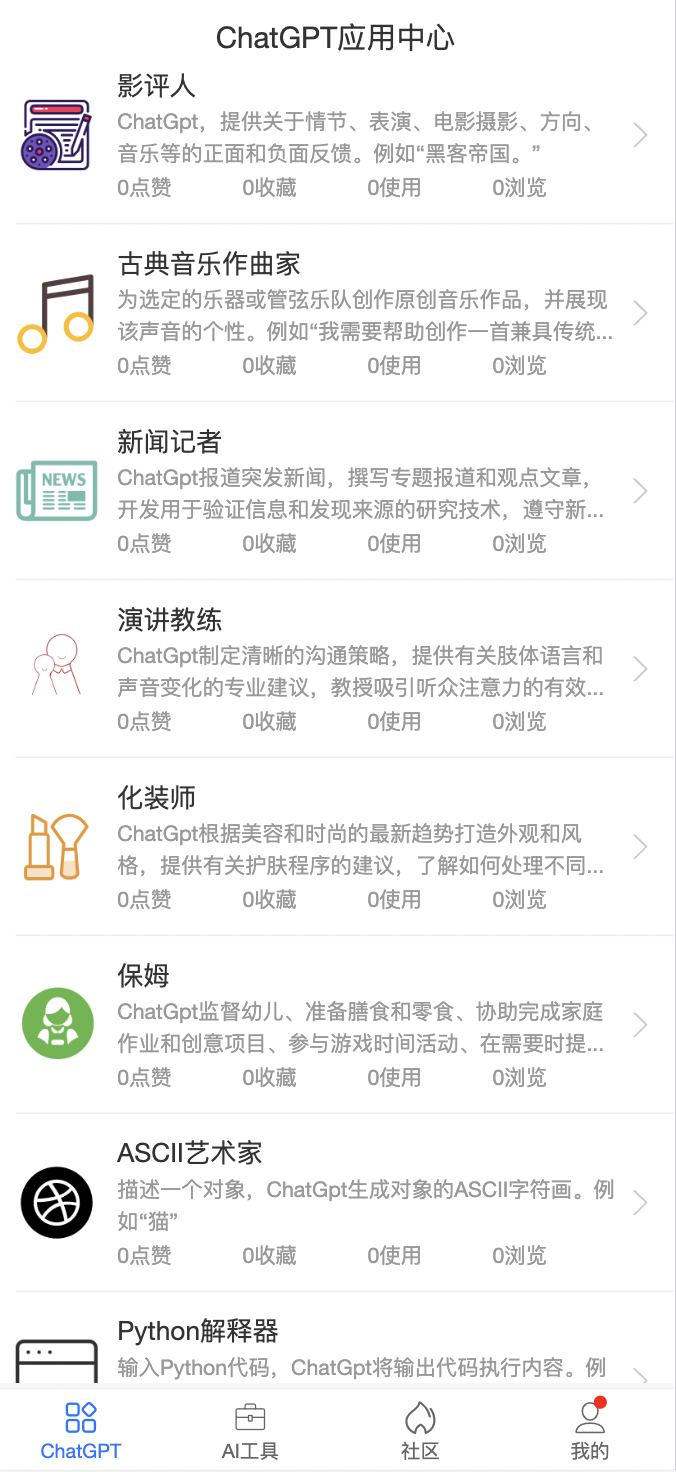 ChatGPT应用中心
影评人
ChatGpt，提供关于情节、表演、电影摄影、方向、
音乐等的正面和负面反馈。例如“黑客帝国。”
0点赞 0收藏 0使用 0浏览
古典音乐作曲家
为选定的乐器或管弦乐队创作原创音乐作品，并展现
该声音的个性。例如“我需要帮助创作一首兼具传统...
0点赞 0收藏 0使用 0浏览
NEWS
新闻记者
ChatGpt报道突发新闻，撰写专题报道和观点文章，
开发用于验证信息和发现来源的研究技术，遵守新...
0点赞 0收藏 0使用 0浏览
演讲教练
ChatGpt制定清晰的沟通策略，提供有关肢体语言和
声音变化的专业建议，教授吸引听众注意力的有效...
0点赞 0收藏 0使用 0浏览
化装师
ChatGpt根据美容和时尚的最新趋势打造外观和风
格，提供有关护肤程序的建议，了解如何处理不同...
0点赞 0收藏 0使用 0浏览
保姆
ChatGpt监督幼儿、准备膳食和零食、协助完成家庭
作业和创意项目、参与游戏时间活动、在需要时提...
0点赞 0收藏 0使用 0浏览
ASCII艺术家
描述一个对象，ChatGpt生成对象的ASCII字符画。例
如“猫”
0点赞 0收藏 0使用 0浏览
Python解释器
输入Python代码，ChatGpt将输出代码执行内容。例
ChatGPT AI工具 社区 我的